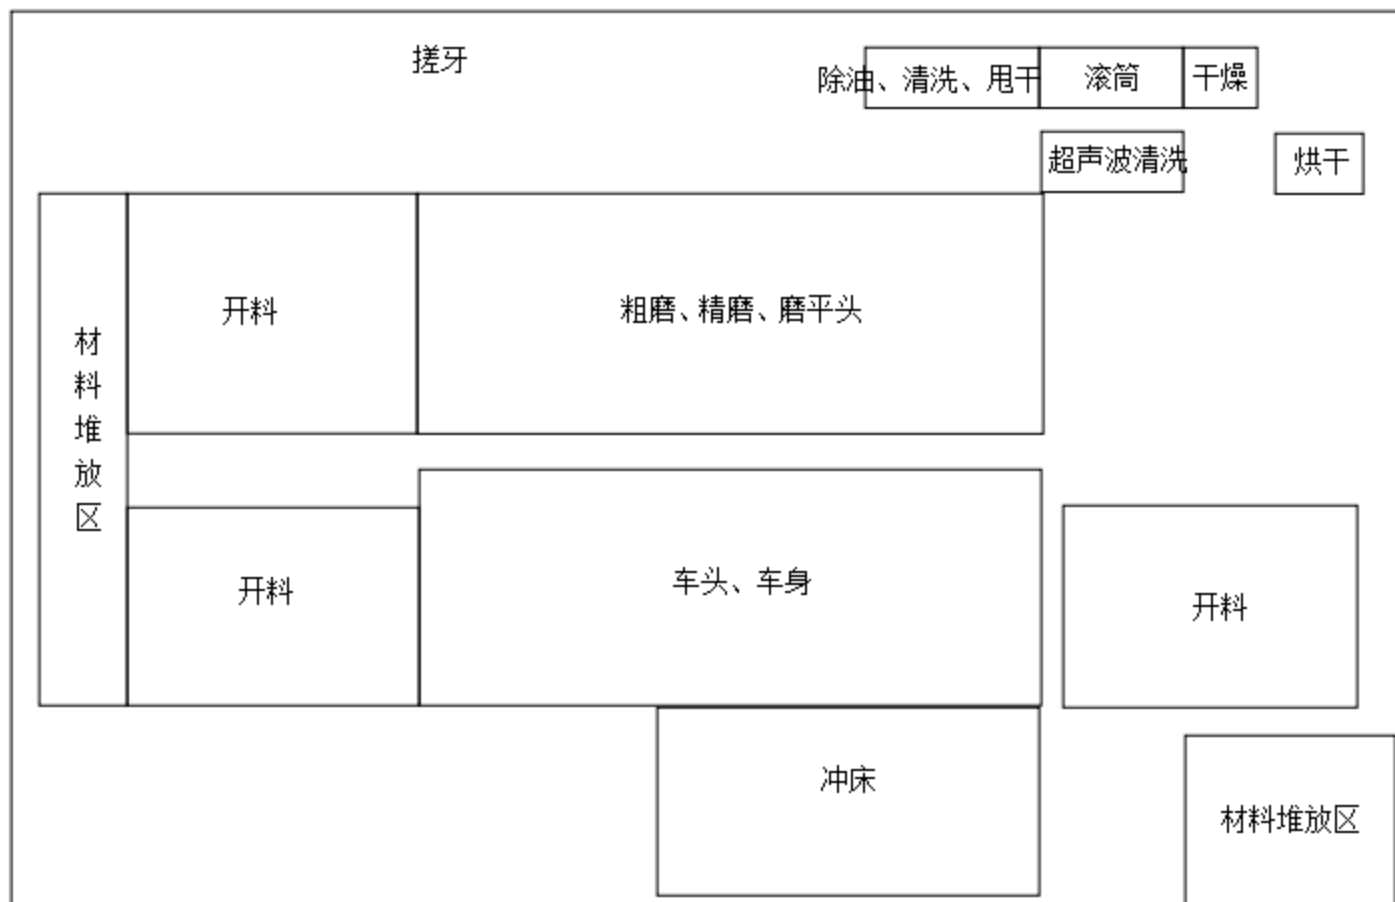 搓牙
除油、清洗、甩干
滚筒
干燥
超声波清洗
烘干
材料堆放区
开料
粗磨、精磨、磨平头
开料
车头、车身
开料
冲床
材料堆放区